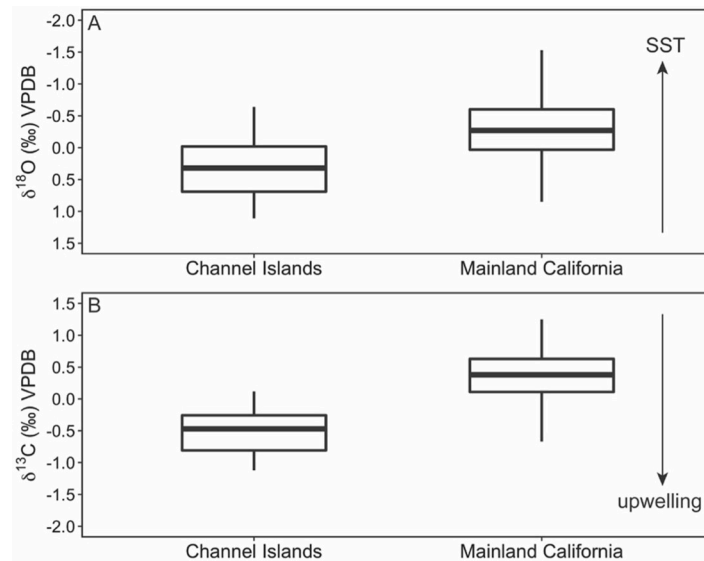 A
SST
δ18O (‰) VPDB
-2.0
-1.5
-1.0
-0.5
0.0
0.5
1.0
1.5
Channel Islands
Mainland California
B
δ13C (‰) VPDB
1.5
1.0
0.5
0.0
-0.5
-1.0
-1.5
-2.0
upwelling
Channel Islands
Mainland California